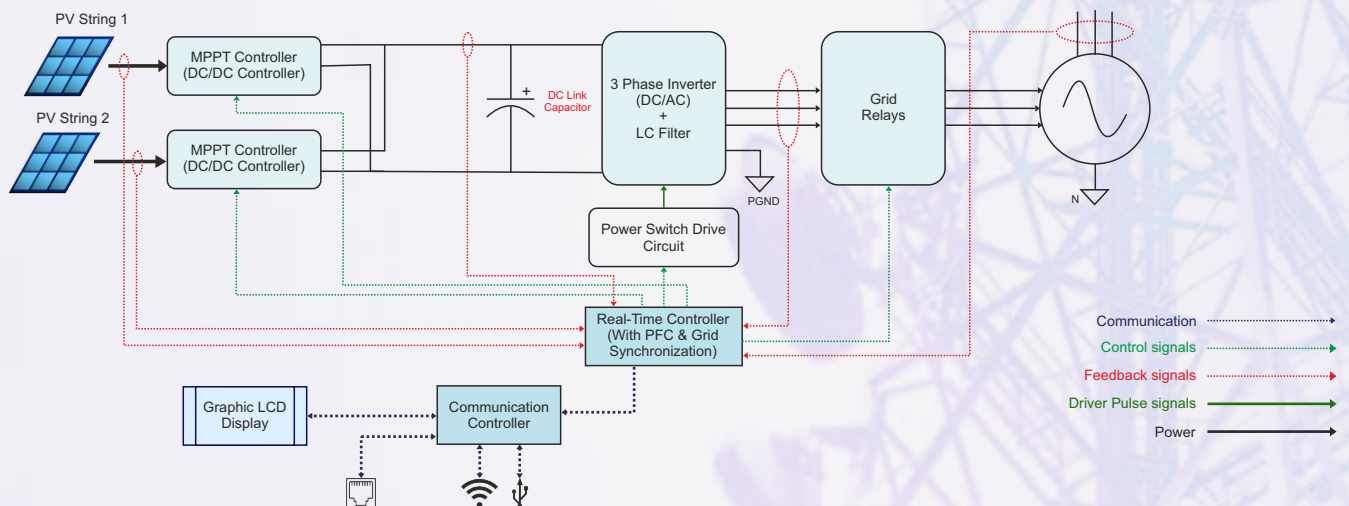 PV String 1
MPPT Controller
(DC/DC Controller)
+
DC Link
Capacitor
3 Phase Inverter
(DC/AC)
+
LC Filter
Grid
Relays
PV String 2
MPPT Controller
(DC/DC Controller)
PGND
N
Power Switch Drive
Circuit
Real-Time Controller
(With PFC & Grid
Synchronization)
Graphic LCD
Display
Communication
Controller
Communication
Control signals
Feedback signals
Driver Pulse signals
Power